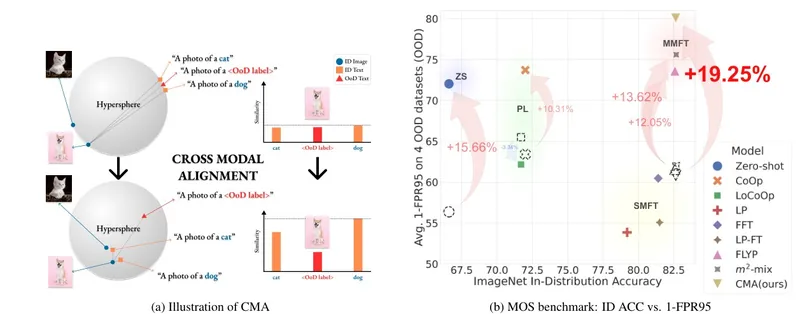 "A photo of a cat"
"A photo of a <OoD label>"
"A photo of a dog"
Hypersphere
ID Image
ID Text
OoD Text
Similarity
cat
<OoD label>
dog
CROSS MODAL
ALIGNMENT
"A photo of a <OoD label>"
Hypersphere
"A photo of a cat"
"A photo of a dog"
Similarity
cat
<OoD label>
dog
(a) Illustration of CMA
Avg. 1-FPR95 on 4 OOD datasets (OOD)
80
75
70
65
60
55
50
ZS
PL
MMFT
SMFT
+19.25%
+10.31%
+13.62%
+12.05%
+15.66%
Model
Zero-shot
CoOp
LoCoOp
LP
FFT
LP-FT
FLYP
m²-mix
CMA(ours)
67.5 70.0 72.5 75.0 77.5 80.0 82.5
ImageNet In-Distribution Accuracy
(b) MOS benchmark: ID ACC vs. 1-FPR95